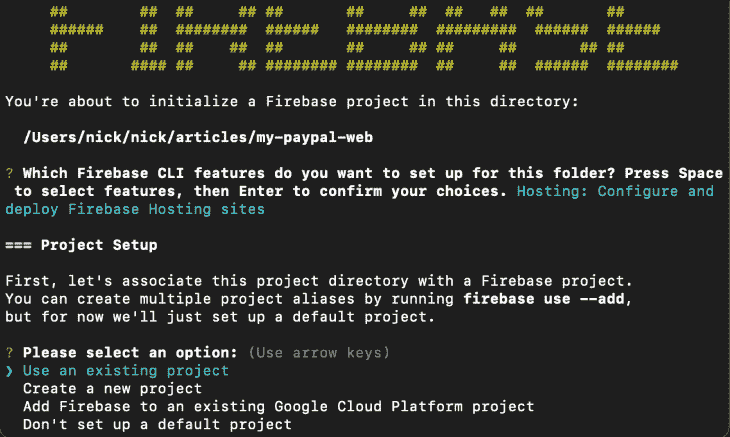 ##        ## ##     ## ##       ##     ##  ##   ##  ##       ##
######    ## ######## ######   ######## ######### ######  ######
##        ## ##    ## ##       ##     ## ##     ##       ## ##
##       #### ##     ## ######## ########  ##     ##  ######  ########
You're about to initialize a Firebase project in this directory:
/Users/nick/nick/articles/my-paypal-web
? Which Firebase CLI features do you want to set up for this folder? Press Space
to select features, then Enter to confirm your choices. Hosting: Configure and
deploy Firebase Hosting sites
=== Project Setup
First, let's associate this project directory with a Firebase project.
You can create multiple project aliases by running firebase use --add,
but for now we'll just set up a default project.
? Please select an option: (Use arrow keys)
❯ Use an existing project
Create a new project
Add Firebase to an existing Google Cloud Platform project
Don't set up a default project